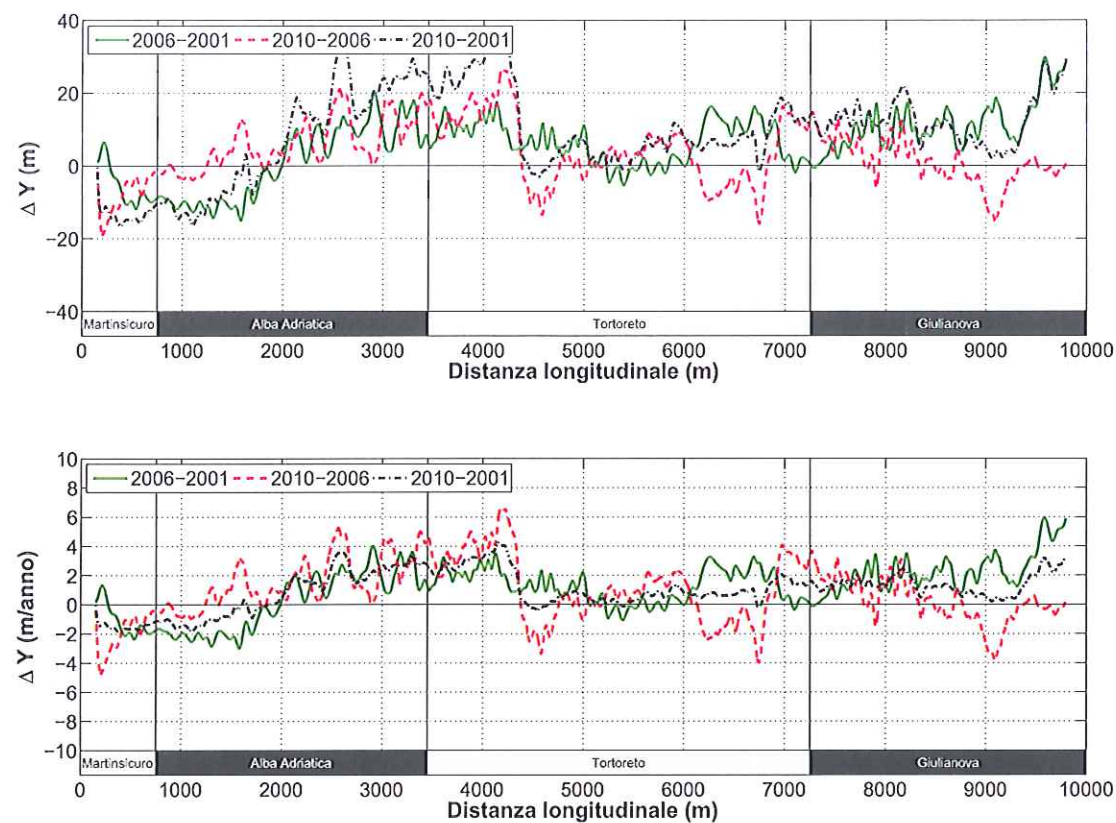 40
2006−2001 2010−2006 2010−2001
20
0
−20
−40
Δ Y (m)
Martinsicuro Alba Adriatica Tortoreto Giulianova
0 1000 2000 3000 4000 5000 6000 7000 8000 9000 10000
Distanza longitudinale (m)
10
2006−2001 2010−2006 2010−2001
8
6
4
2
0
−2
−4
−6
−8
−10
Δ Y (m/anno)
Martinsicuro Alba Adriatica Tortoreto Giulianova
0 1000 2000 3000 4000 5000 6000 7000 8000 9000 10000
Distanza longitudinale (m)